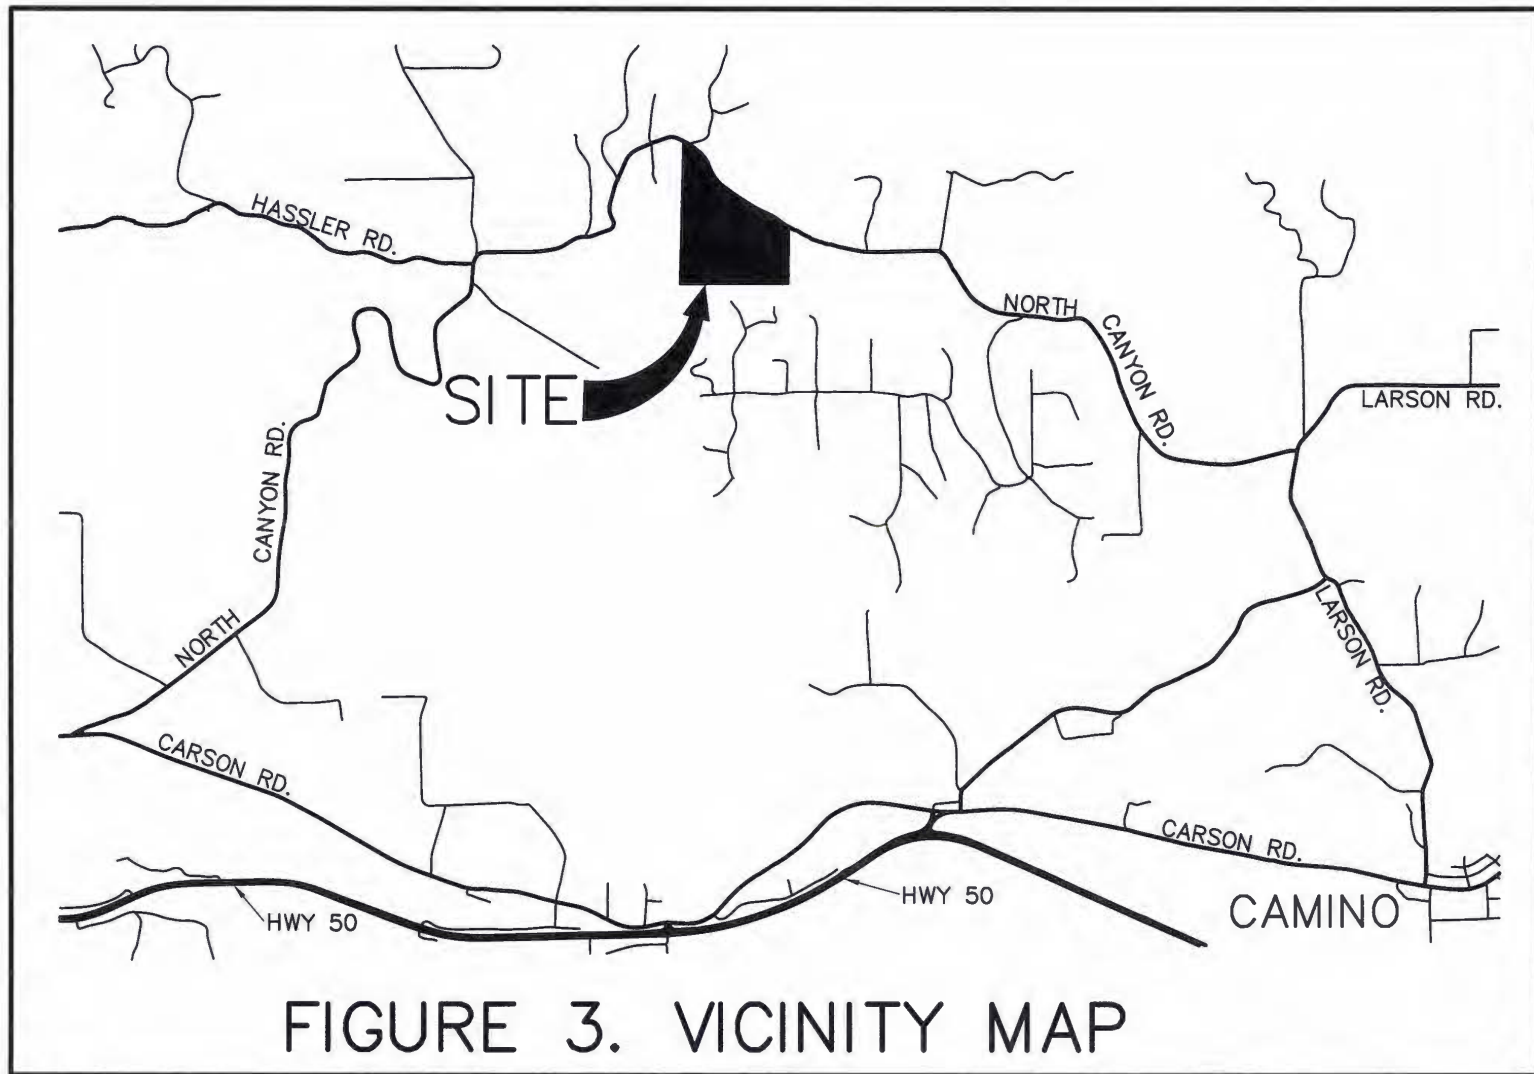 HASSLER RD.
NORTH
CANYON RD.
SITE
LARSON RD.
CANYON RD.
NORTH
LARSON RD.
CARSON RD.
CARSON RD.
HWY 50
HWY 50
CAMINO
FIGURE 3. VICINITY MAP